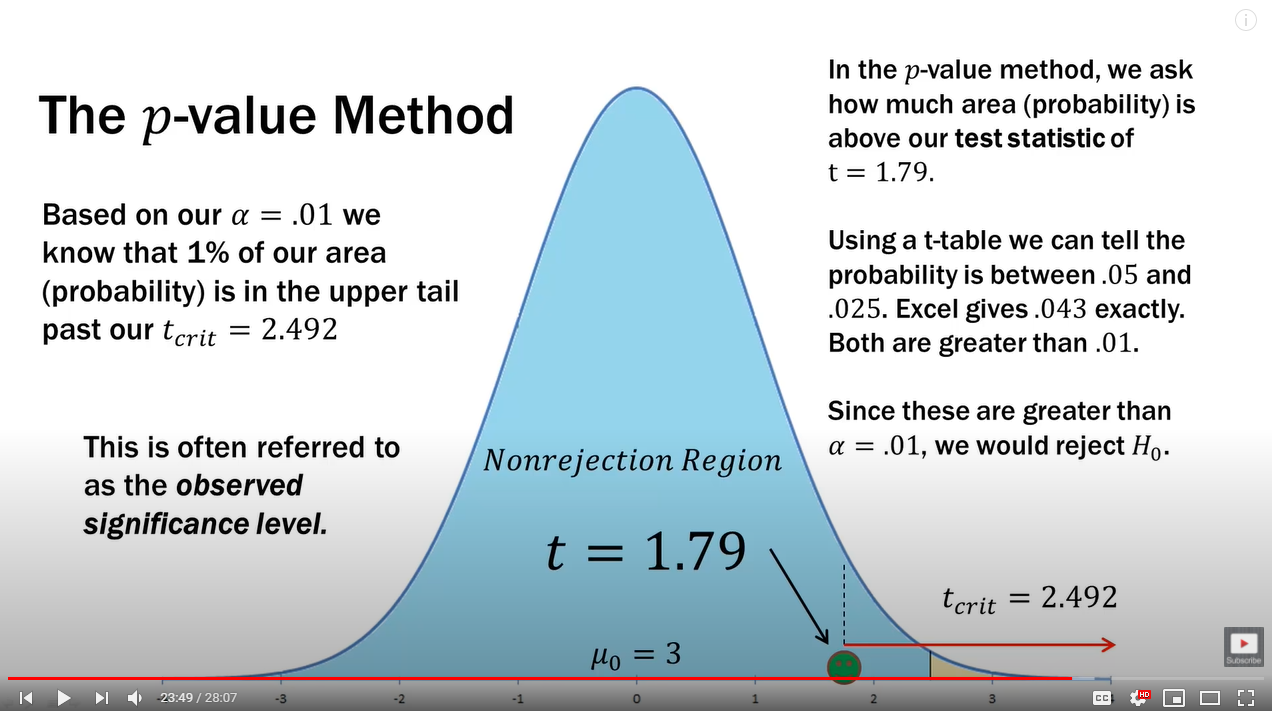 The p-value Method
Based on our α = .01 we
know that 1% of our area
(probability) is in the upper tail
past our t_crit = 2.492
This is often referred to
as the observed
significance level.
In the p-value method, we ask
how much area (probability) is
above our test statistic of
t = 1.79.
Using a t-table we can tell the
probability is between .05 and
.025. Excel gives .043 exactly.
Both are greater than .01.
Since these are greater than
α = .01, we would reject H₀.
Nonrejection Region
t = 1.79
t_crit = 2.492
μ₀ = 3
-3 -2 -1 0 1 2 3
Subscribe
23:49 / 28:07
CC
HD